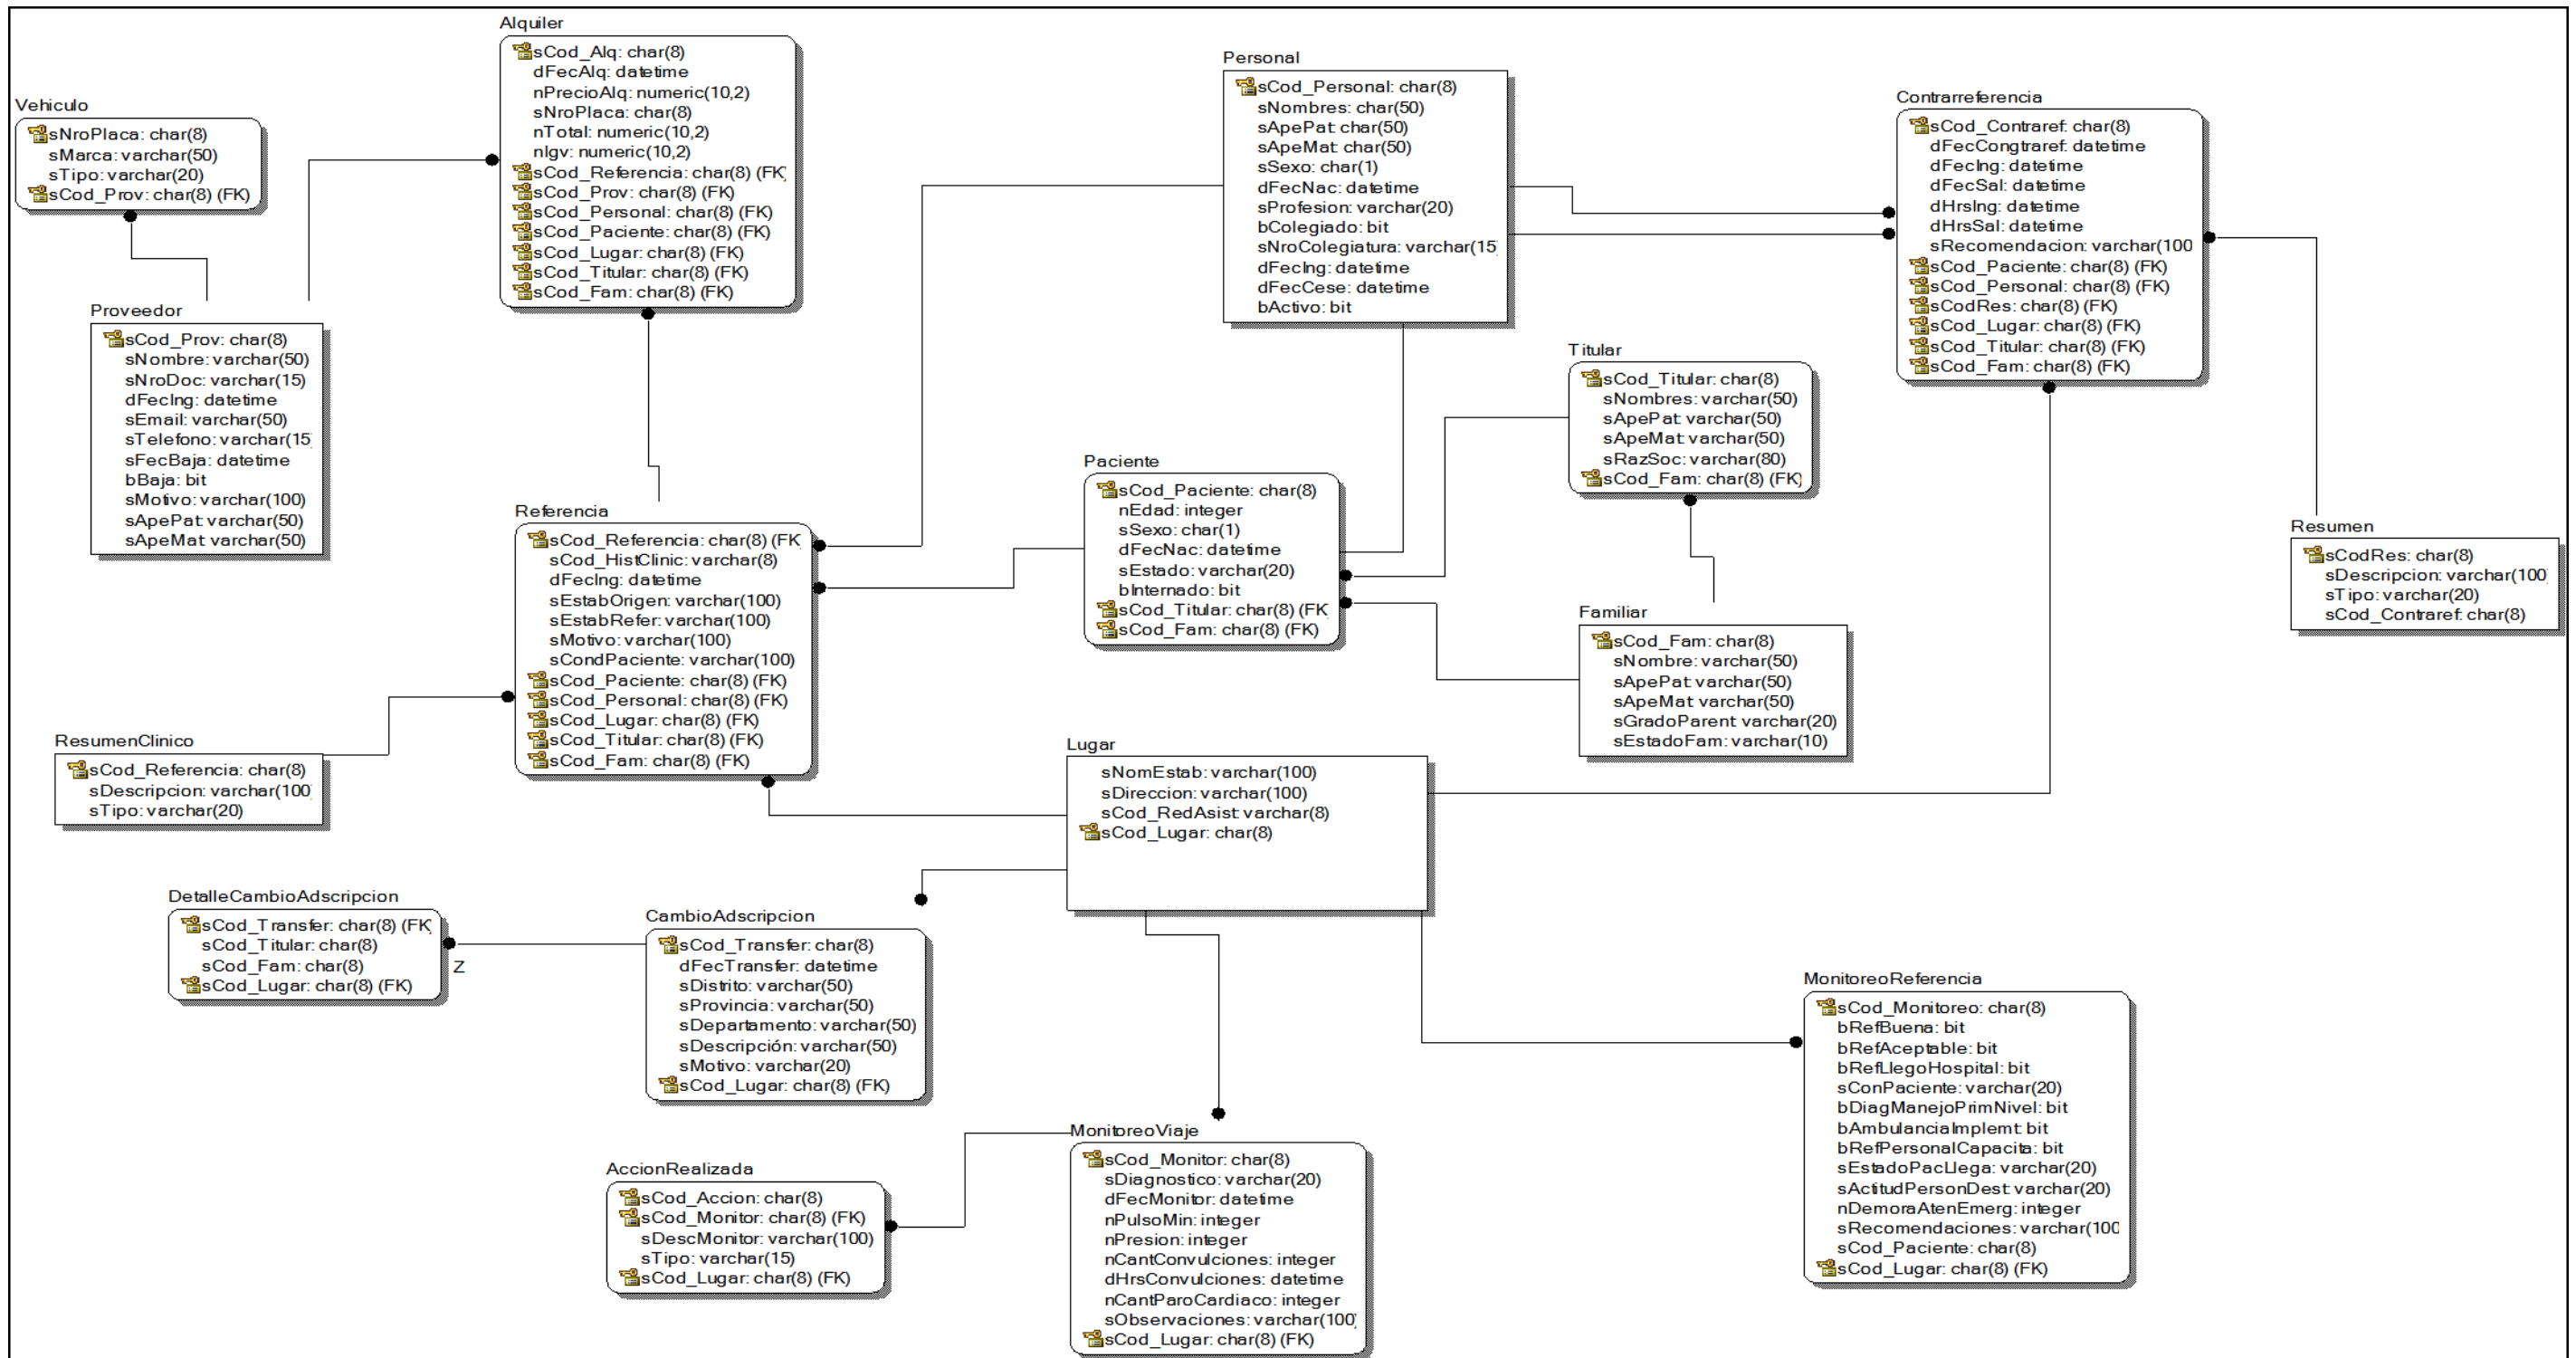 Alquiler
sCod_Alq: char(8)
dFecAlq: datetime
nPrecioAlq: numeric(10,2)
sNroPlaca: char(8)
nTotal: numeric(10,2)
nIgv: numeric(10,2)
sCod_Referencia: char(8) (FK
sCod_Prov: char(8) (FK)
sCod_Personal: char(8) (FK)
sCod_Paciente: char(8) (FK)
sCod_Lugar: char(8) (FK)
sCod_Titular: char(8) (FK)
sCod_Fam: char(8) (FK)
Personal
sCod_Personal: char(8)
sNombres: char(50)
sApePat: char(50)
sApeMat: char(50)
sSexo: char(1)
dFecNac: datetime
sProfesion: varchar(20)
bColegiado: bit
sNroColegiatura: varchar(15
dFecIng: datetime
dFecCese: datetime
bActivo: bit
Vehiculo
sNroPlaca: char(8)
sMarca: varchar(50)
sTipo: varchar(20)
sCod_Prov: char(8) (FK)
Contrarreferencia
sCod_Contraref: char(8)
dFecCongtraref: datetime
dFecIng: datetime
dFecSal: datetime
dHrsIng: datetime
dHrsSal: datetime
sRecomendacion: varchar(100
sCod_Paciente: char(8) (FK)
sCod_Personal: char(8) (FK)
sCodRes: char(8) (FK)
sCod_Lugar: char(8) (FK)
sCod_Titular: char(8) (FK)
sCod_Fam: char(8) (FK)
Proveedor
sCod_Prov: char(8)
sNombre: varchar(50)
sNroDoc: varchar(15)
dFecIng: datetime
sEmail: varchar(50)
sTelefono: varchar(15
sFecBaja: datetime
bBaja: bit
sMotivo: varchar(100)
sApePat: varchar(50)
sApeMat: varchar(50)
Titular
sCod_Titular: char(8)
sNombres: varchar(50)
sApePat: varchar(50)
sApeMat: varchar(50)
sRazSoc: varchar(80)
sCod_Fam: char(8) (FK)
Paciente
sCod_Paciente: char(8)
nEdad: integer
sSexo: char(1)
dFecNac: datetime
sEstado: varchar(20)
bInternado: bit
sCod_Titular: char(8) (FK
sCod_Fam: char(8) (FK)
Referencia
sCod_Referencia: char(8) (FK
sCod_HistClinic: varchar(8)
dFecIng: datetime
sEstabOrigen: varchar(100)
sEstabRefer: varchar(100)
sMotivo: varchar(100)
sCondPaciente: varchar(100)
sCod_Paciente: char(8) (FK)
sCod_Personal: char(8) (FK)
sCod_Lugar: char(8) (FK)
sCod_Titular: char(8) (FK)
sCod_Fam: char(8) (FK)
Resumen
sCodRes: char(8)
sDescripcion: varchar(100
sTipo: varchar(20)
sCod_Contraref: char(8)
Familiar
sCod_Fam: char(8)
sNombre: varchar(50)
sApePat: varchar(50)
sApeMat: varchar(50)
sGradoParent: varchar(20)
sEstadoFam: varchar(10)
ResumenClinico
sCod_Referencia: char(8)
sDescripcion: varchar(100
sTipo: varchar(20)
Lugar
sNomEstab: varchar(100)
sDireccion: varchar(100)
sCod_RedAsist: varchar(8)
sCod_Lugar: char(8)
DetalleCambioAdscripcion
sCod_Transfer: char(8) (FK
sCod_Titular: char(8)
sCod_Fam: char(8)
sCod_Lugar: char(8) (FK)
Z
CambioAdscripcion
sCod_Transfer: char(8)
dFecTransfer: datetime
sDistrito: varchar(50)
sProvincia: varchar(50)
sDepartamento: varchar(50)
sDescripción: varchar(50)
sMotivo: varchar(20)
sCod_Lugar: char(8) (FK)
MonitoreoReferencia
sCod_Monitoreo: char(8)
bRefBuena: bit
bRefAceptable: bit
bRefLlegoHospital: bit
sConPaciente: varchar(20)
bDiagManejoPrimNivel: bit
bAmbulanciaImplemt: bit
bRefPersonalCapacita: bit
sEstadoPacLlega: varchar(20)
sActitudPersonDest: varchar(20)
nDemoraAtenEmerg: integer
sRecomendaciones: varchar(100
sCod_Paciente: char(8)
sCod_Lugar: char(8) (FK)
MonitoreoViaje
sCod_Monitor: char(8)
sDiagnostico: varchar(20)
dFecMonitor: datetime
nPulsoMin: integer
nPresion: integer
nCantConvulciones: integer
dHrsConvulciones: datetime
nCantParoCardiaco: integer
sObservaciones: varchar(100
sCod_Lugar: char(8) (FK)
AccionRealizada
sCod_Accion: char(8)
sCod_Monitor: char(8) (FK)
sDescMonitor: varchar(100)
sTipo: varchar(15)
sCod_Lugar: char(8) (FK)